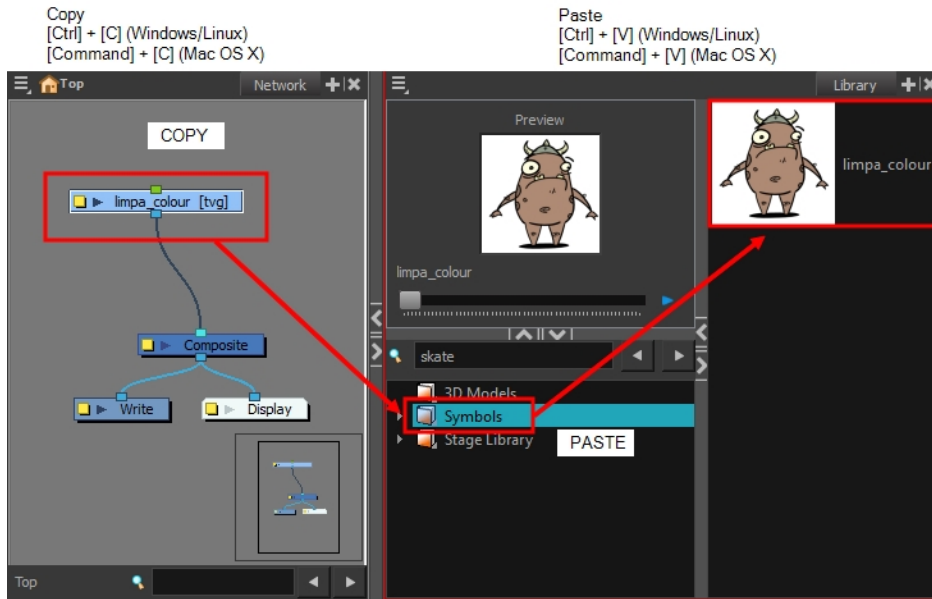 Copy
[Ctrl] + [C] (Windows/Linux)
[Command] + [C] (Mac OS X)
Paste
[Ctrl] + [V] (Windows/Linux)
[Command] + [V] (Mac OS X)
Top
Network
COPY
limpa_colour [tvg]
Composite
Write
Display
Top
Library
Preview
limpa_colour
skate
3D Models
Symbols
Stage Library
PASTE
limpa_colour